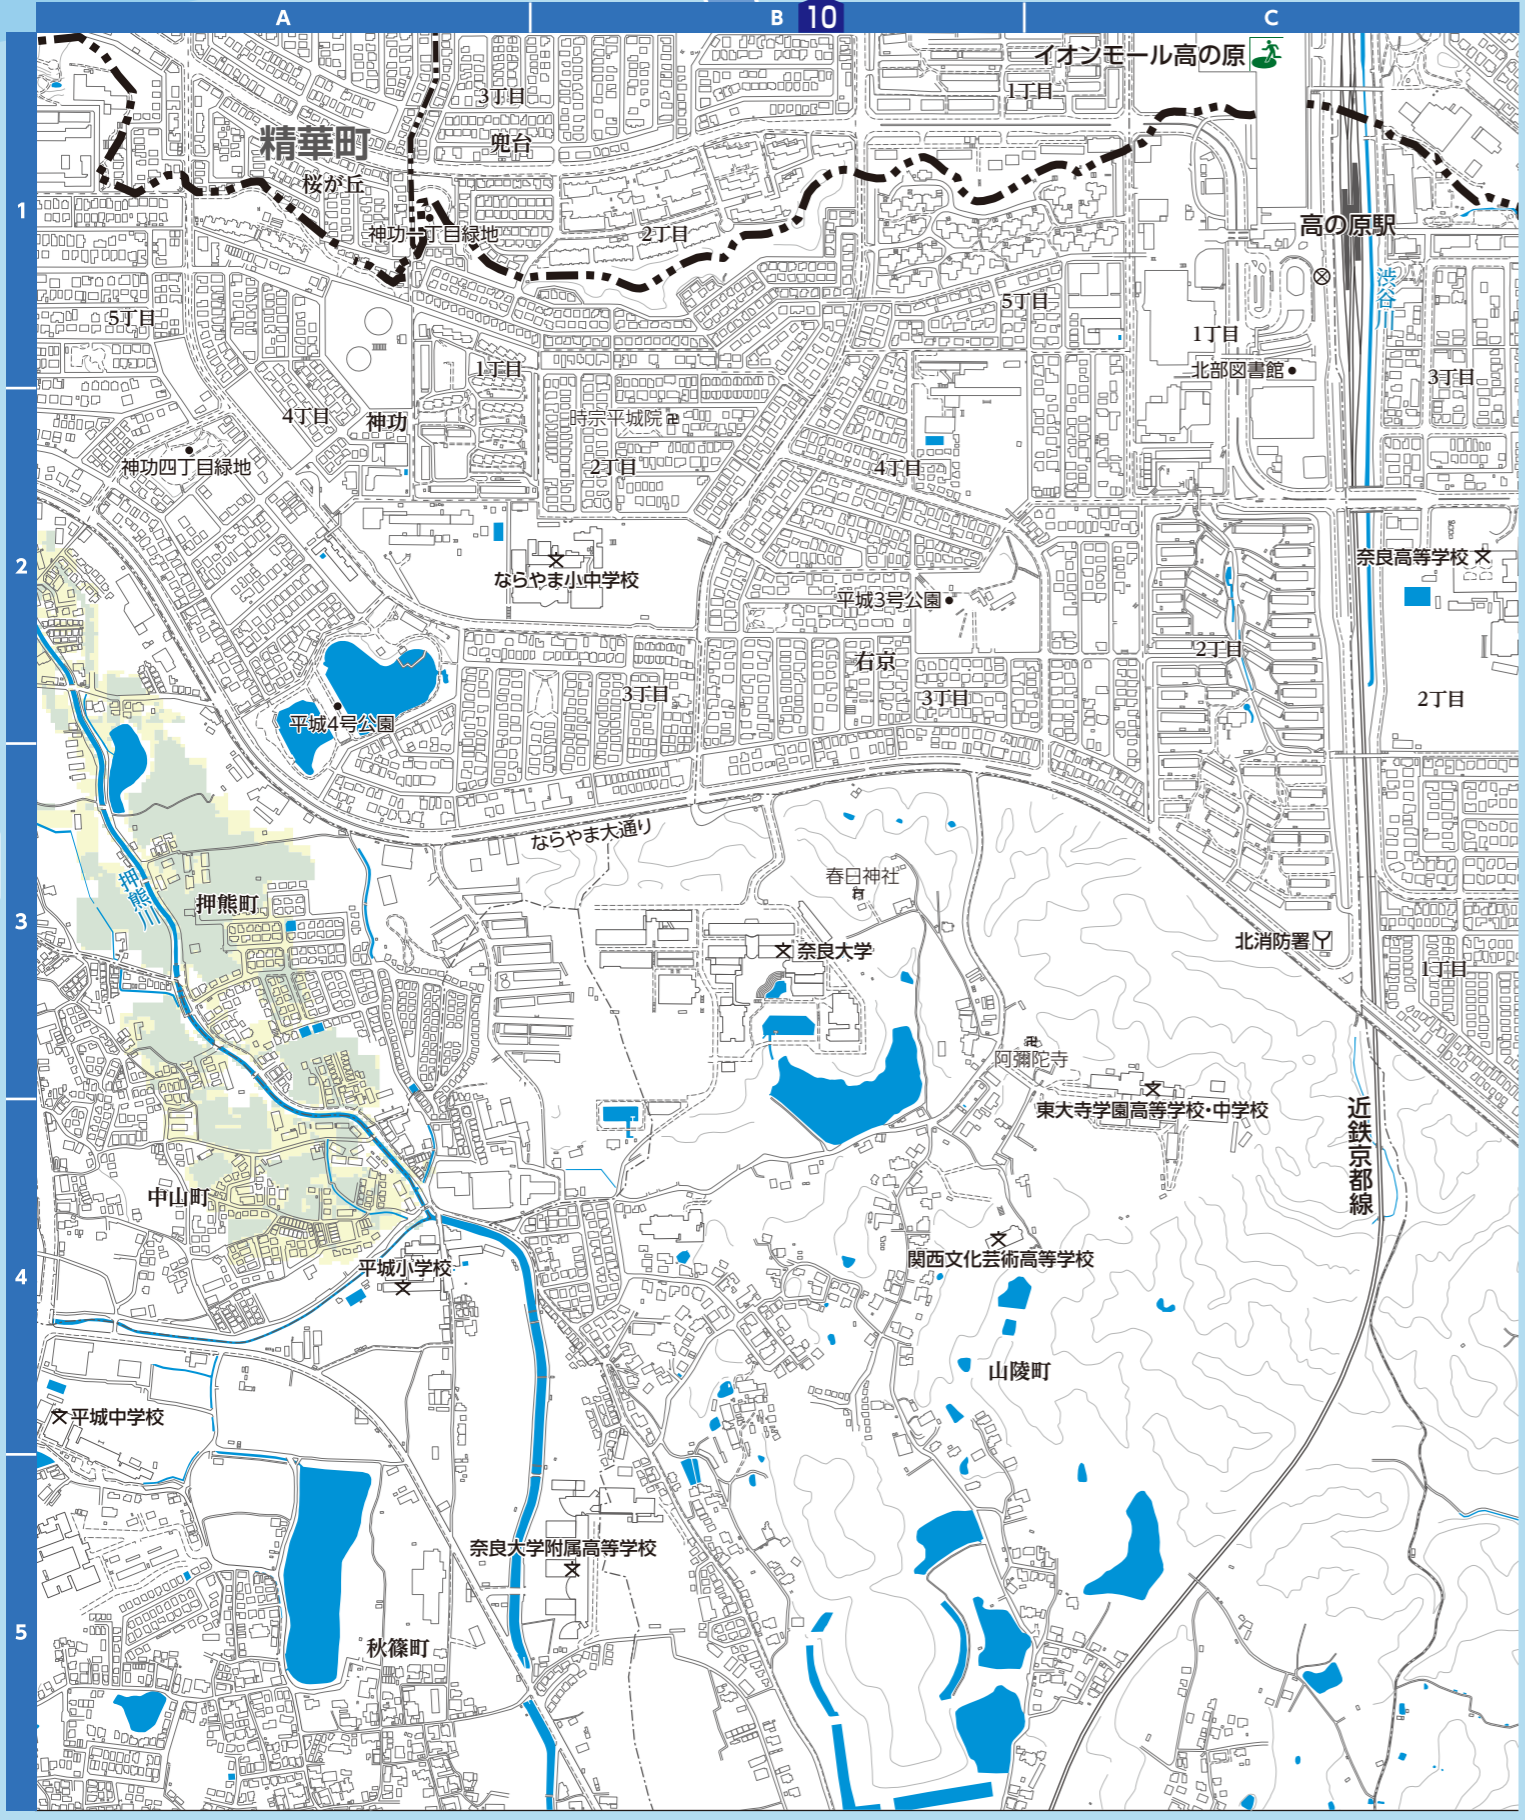 A
B
10
C
イオンモール高の原
3丁目
1丁目
精華町
兜台
桜が丘
1
神功一丁目緑地
2丁目
高の原駅
渋谷川
5丁目
5丁目
1丁目
1丁目
北部図書館
3丁目
4丁目
神功
時宗平城院
神功四丁目緑地
2丁目
4丁目
2
ならやま小中学校
奈良高等学校
平城3号公園
2丁目
右京
3丁目
3丁目
2丁目
平城4号公園
ならやま大通り
押熊川
春日神社
押熊町
3
北消防署
奈良大学
1丁目
阿彌陀寺
東大寺学園高等学校・中学校
近鉄京都線
中山町
関西文化芸術高等学校
平城小学校
4
山陵町
平城中学校
奈良大学附属高等学校
5
秋篠町